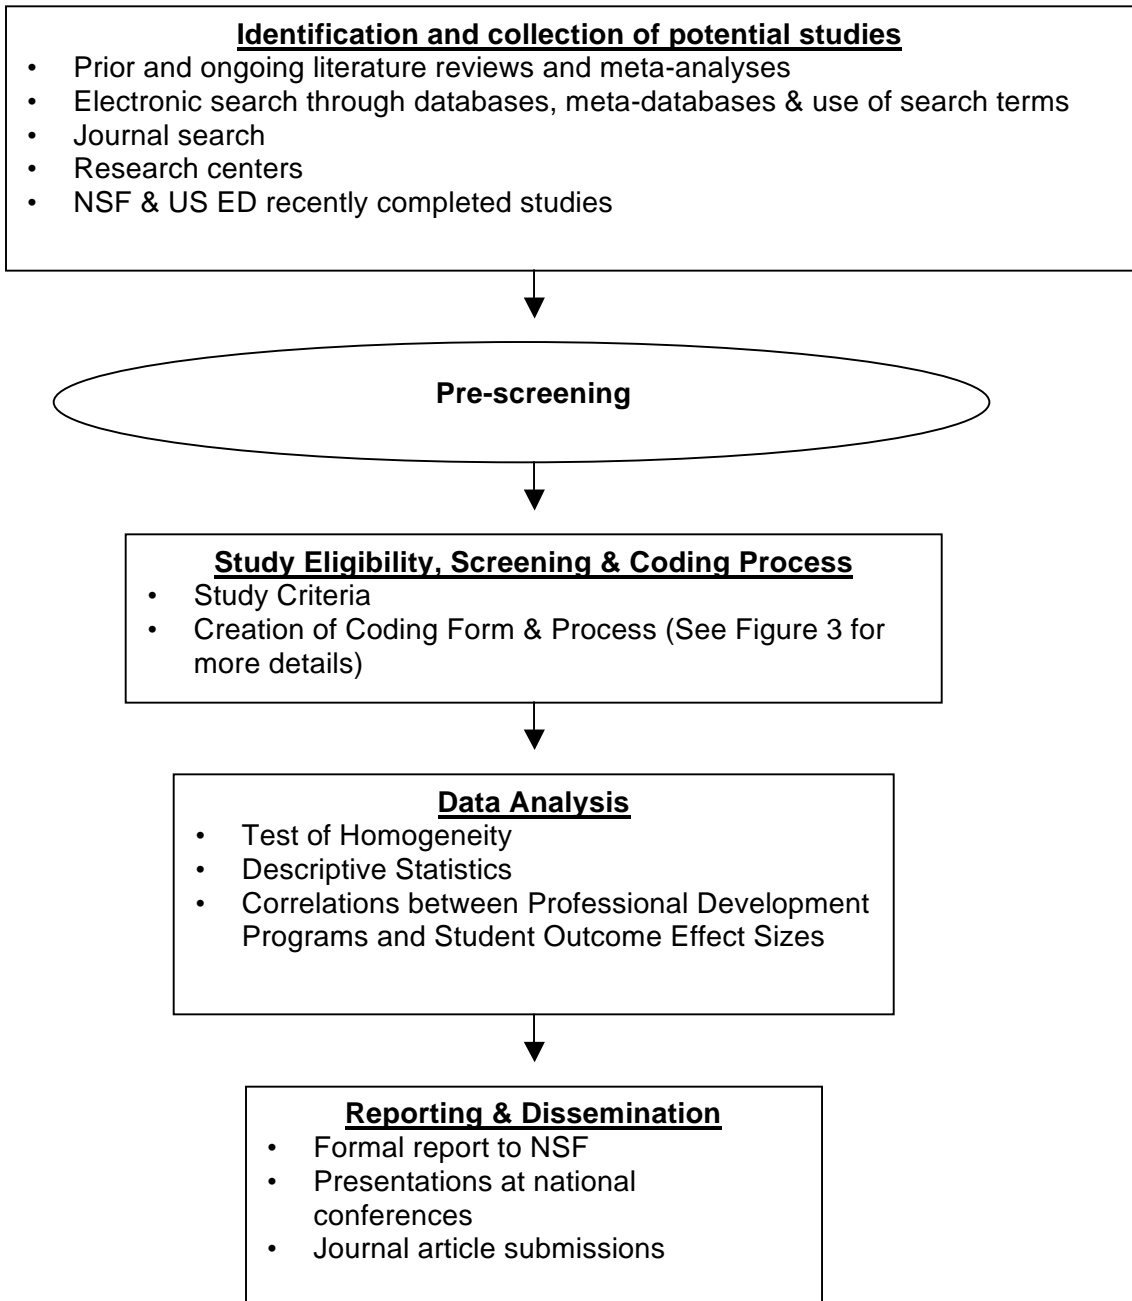 Identification and collection of potential studies
• Prior and ongoing literature reviews and meta-analyses
• Electronic search through databases, meta-databases & use of search terms
• Journal search
• Research centers
• NSF & US ED recently completed studies
Pre-screening
Study Eligibility, Screening & Coding Process
• Study Criteria
• Creation of Coding Form & Process (See Figure 3 for
more details)
Data Analysis
• Test of Homogeneity
• Descriptive Statistics
• Correlations between Professional Development
Programs and Student Outcome Effect Sizes
Reporting & Dissemination
• Formal report to NSF
• Presentations at national
conferences
• Journal article submissions